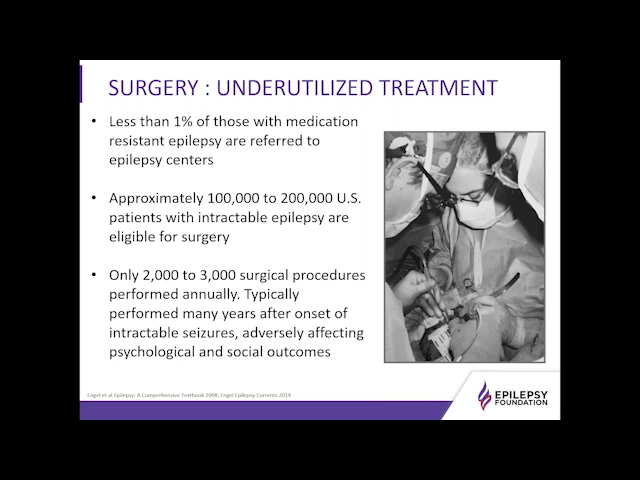 SURGERY : UNDERUTILIZED TREATMENT
• Less than 1% of those with medication
resistant epilepsy are referred to
epilepsy centers
• Approximately 100,000 to 200,000 U.S.
patients with intractable epilepsy are
eligible for surgery
• Only 2,000 to 3,000 surgical procedures
performed annually. Typically
performed many years after onset of
intractable seizures, adversely affecting
psychological and social outcomes
Engel et al Epilepsy: A Comprehensive Textbook 2008; Engel Epilepsy Currents 2014
EPILEPSY
FOUNDATION